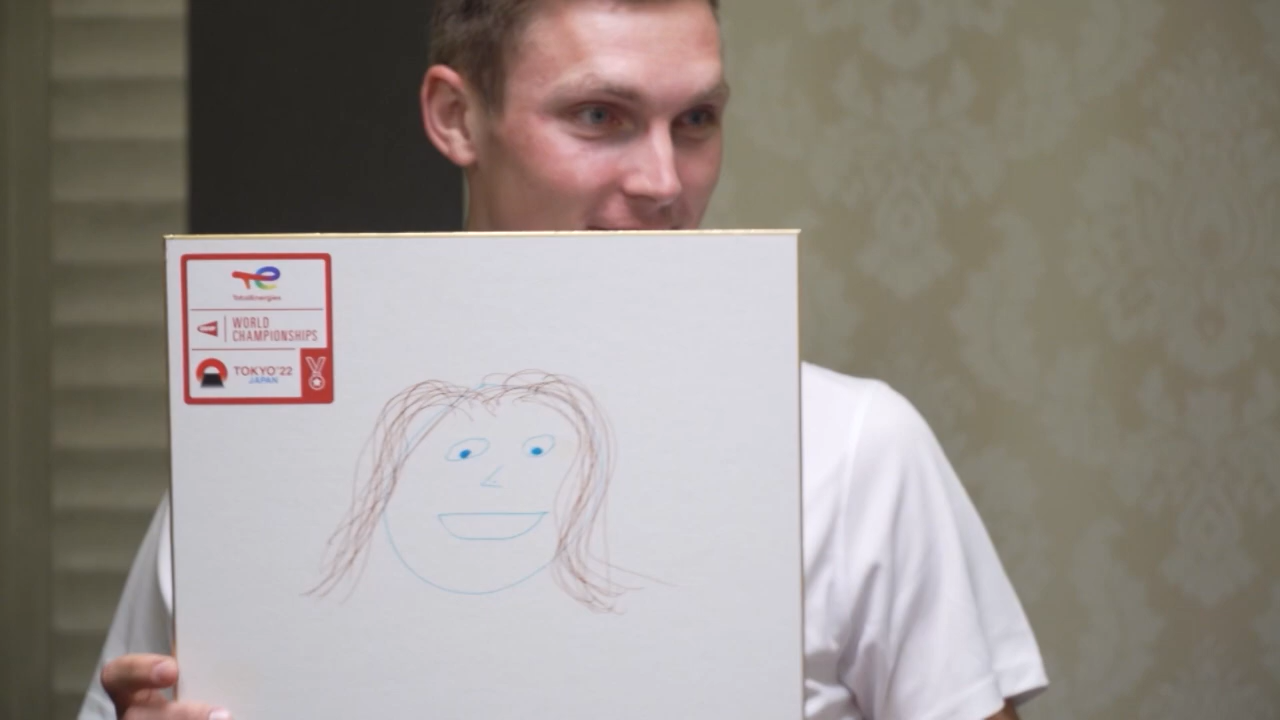 TotalEnergies
WORLD
CHAMPIONSHIPS
TOKYO'22
JAPAN